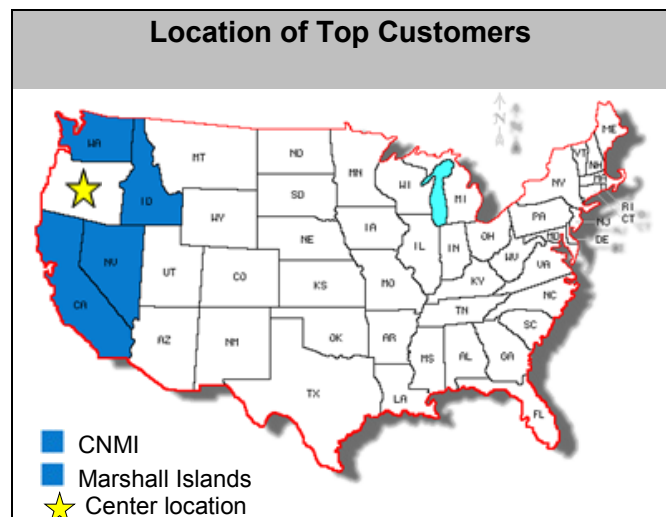 Location of Top Customers
N
N
WA
MT
ND
MN
ME
VT
NH
ID
SD
WI
MI
NY
WY
IA
PA
RI
CT
NE
IL
IN
OH
NJ
MD
DE
NV
UT
CO
KS
MO
WV
VA
KY
CA
NC
TN
AZ
NM
OK
AR
SC
MS
AL
GA
TX
LA
FL
CNMI
Marshall Islands
Center location